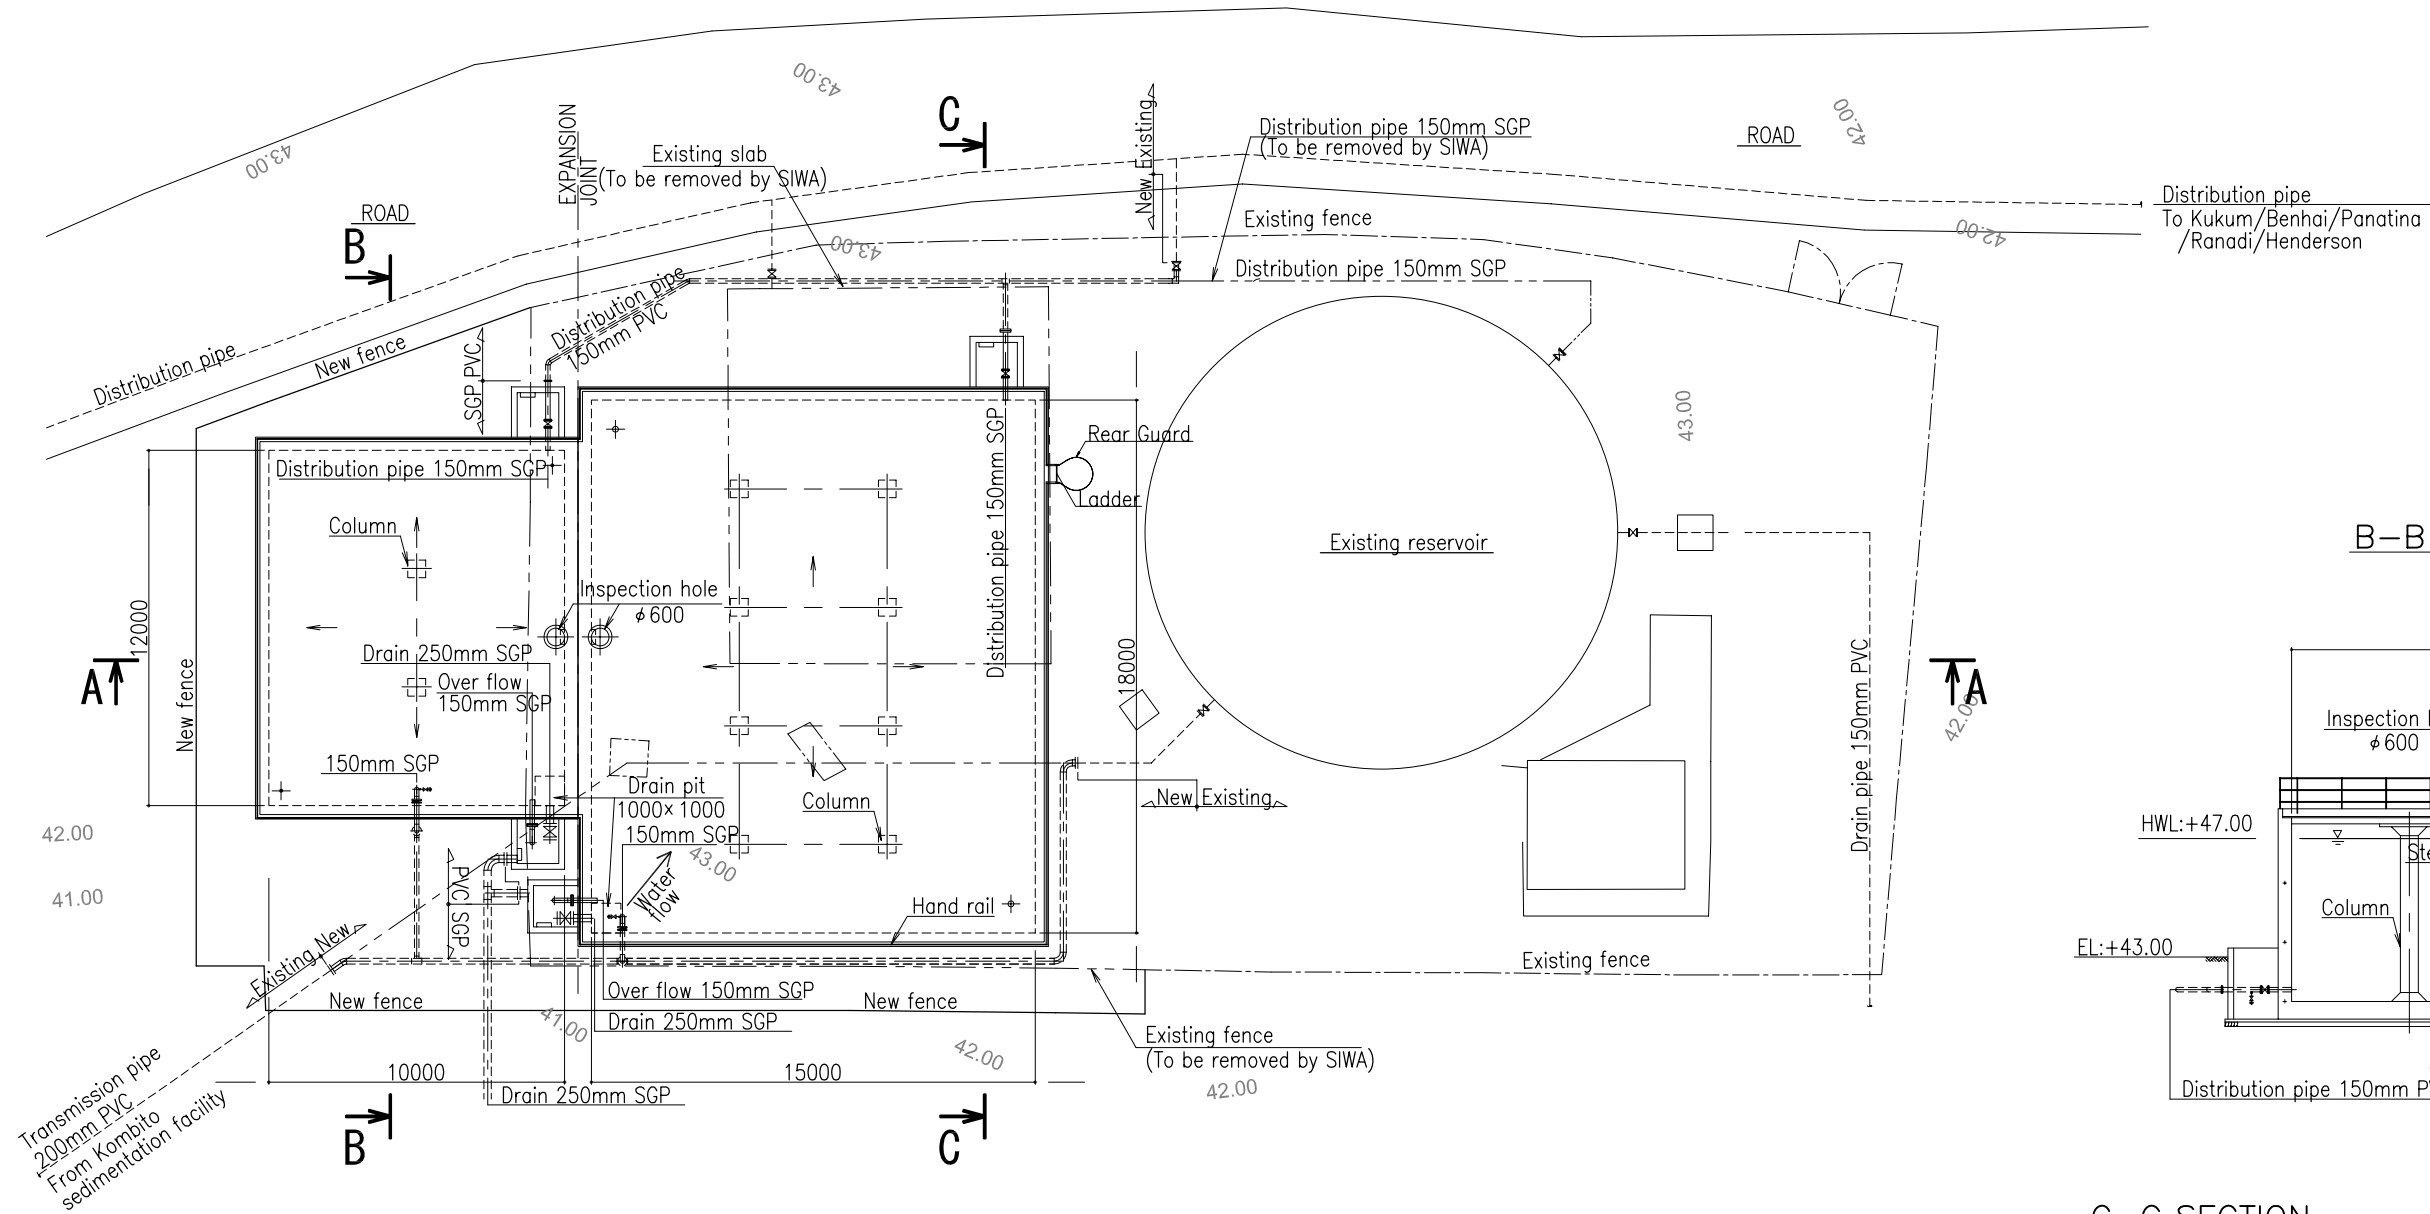 43.00
43.00
42.00
C
EXPANSION
JOINT
Existing slab
(To be removed by SIWA)
New Existing
Distribution pipe 150mm SGP
(To be removed by SIWA)
ROAD
Distribution pipe
To Kukum/Benhai/Panatina
/Ranadi/Henderson
ROAD
B
43.00
Existing fence
42.00
Distribution pipe 150mm SGP
Distribution pipe
150mm PVC
Distribution pipe
New fence
SGP PVC
Distribution pipe 150mm SGP
43.00
Rear Guard
Ladder
Distribution pipe 150mm SGP
Column
Existing reservoir
B-B
12000
Inspection hole
φ600
Drain 250mm SGP
Over flow
150mm SGP
18000
A
A
42.00
New fence
Drain pipe 150mm PVC
Inspection
φ600
150mm SGP
Drain pit
1000×1000
150mm SGP
Column
New Existing
42.00
HWL:+47.00
Ste
43.00
41.00
PVC SGP
Water
flow
Hand rail
Column
EL:+43.00
Existing New
Existing fence
New fence
Over flow 150mm SGP
New fence
41.00
Drain 250mm SGP
Existing fence
(To be removed by SIWA)
42.00
10000
15000
42.00
Drain 250mm SGP
Distribution pipe 150mm P
Transmission pipe
200mm PVC
From Kombito
sedimentation facility
B
C